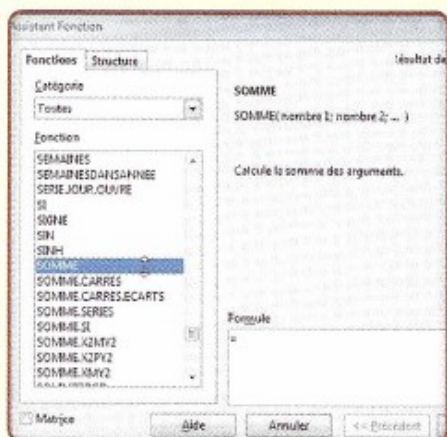 Assistant Fonction
Fonctions Structure
Résultat de
Catégorie
Toutes
Fonction
SEMAINES
SEMAINESDANSANNEE
SERIE.JOUR.OUVRE
SI
SIGNE
SIN
SINH
SOMME
SOMME.CARRES
SOMME.CARRES.ECARTS
SOMME.SERIES
SOMME.SI
SOMME.X2MY2
SOMME.X2PY2
SOMME.XMY2
SOMME
SOMME( nombre 1; nombre 2; ... )
Calcule la somme des arguments.
Formule
=
Matrice
Aide
Annuler
<< Précédent